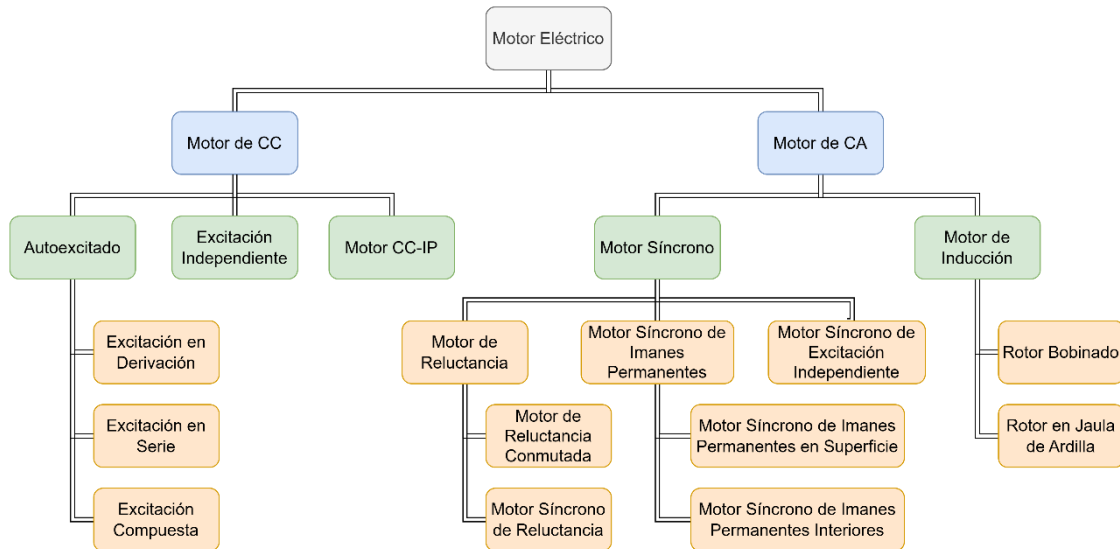 Motor Eléctrico
Motor de CC
Motor de CA
Autoexcitado
Excitación
Independiente
Motor CC-IP
Motor Síncrono
Motor de
Inducción
Excitación en
Derivación
Motor de
Reluctancia
Motor Síncrono de
Imanes
Permanentes
Motor Síncrono de
Excitación
Independiente
Rotor Bobinado
Excitación en
Serie
Motor de
Reluctancia
Conmutada
Motor Síncrono de Imanes
Permanentes en Superficie
Rotor en Jaula
de Ardilla
Excitación
Compuesta
Motor Síncrono
de Reluctancia
Motor Síncrono de Imanes
Permanentes Interiores